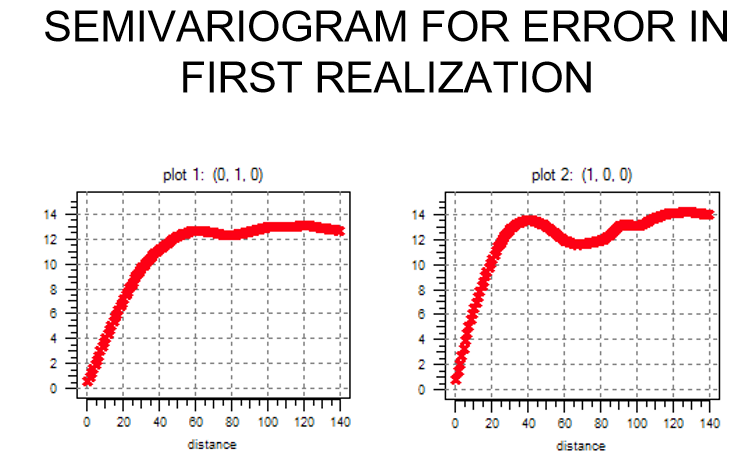 SEMIVARIOGRAM FOR ERROR IN
FIRST REALIZATION
plot 1: (0, 1, 0)
14
12
10
8
6
4
2
0
0 20 40 60 80 100 120 140
distance
plot 2: (1, 0, 0)
14
12
10
8
6
4
2
0
0 20 40 60 80 100 120 140
distance